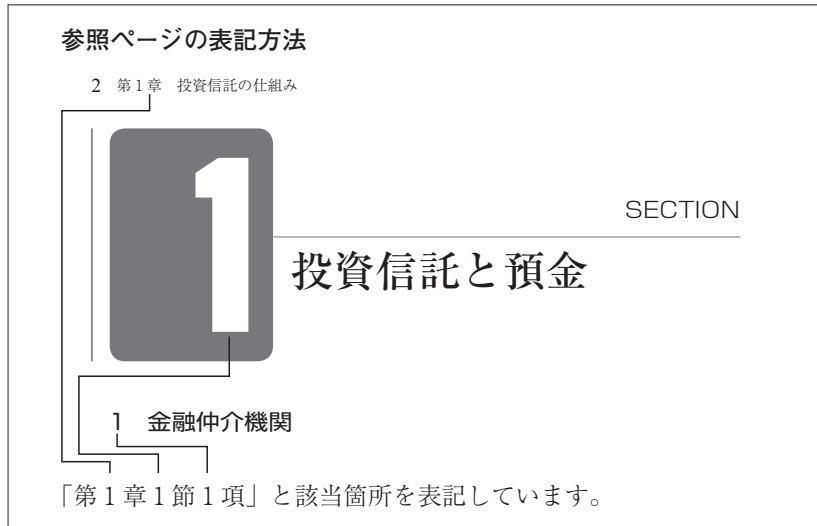 参照ページの表記方法
2 第1章 投資信託の仕組み
1
SECTION
投資信託と預金
1 金融仲介機関
「第1章1節1項」と該当箇所を表記しています。